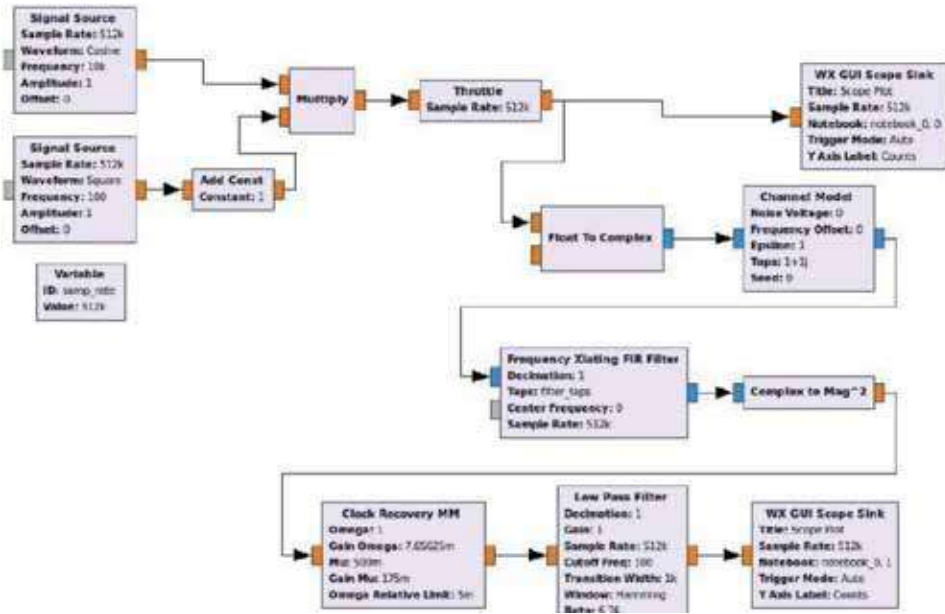 Signal Source
Sample Rate: 512k
Waveform: Cosine
Frequency: 10k
Amplitude: 1
Offset: 0
Multiply
Throttle
Sample Rate: 512k
WX GUI Scope Sink
Title: Scope Plot
Sample Rate: 512k
Notebook: notebook_0, 0
Trigger Mode: Auto
Y Axis Label: Counts
Signal Source
Sample Rate: 512k
Waveform: Square
Frequency: 100
Amplitude: 1
Offset: 0
Add Const
Constant: 1
Float To Complex
Channel Model
Noise Voltage: 0
Frequency Offset: 0
Epsilon: 1
Taps: 1+1j
Seed: 0
Variable
ID: samp_rate
Value: 512k
Frequency Xlating FIR Filter
Decimation: 1
Taps: filter_taps
Center Frequency: 0
Sample Rate: 512k
Complex to Mag^2
Clock Recovery MM
Omega: 1
Gain Omega: 7.65625m
Mu: 500m
Gain Mu: 175m
Omega Relative Limit: 5m
Low Pass Filter
Decimation: 1
Gain: 1
Sample Rate: 512k
Cutoff Freq: 100
Transition Width: 1k
Window: Hamming
Beta: 6.76
WX GUI Scope Sink
Title: Scope Plot
Sample Rate: 512k
Notebook: notebook_0, 1
Trigger Mode: Auto
Y Axis Label: Counts